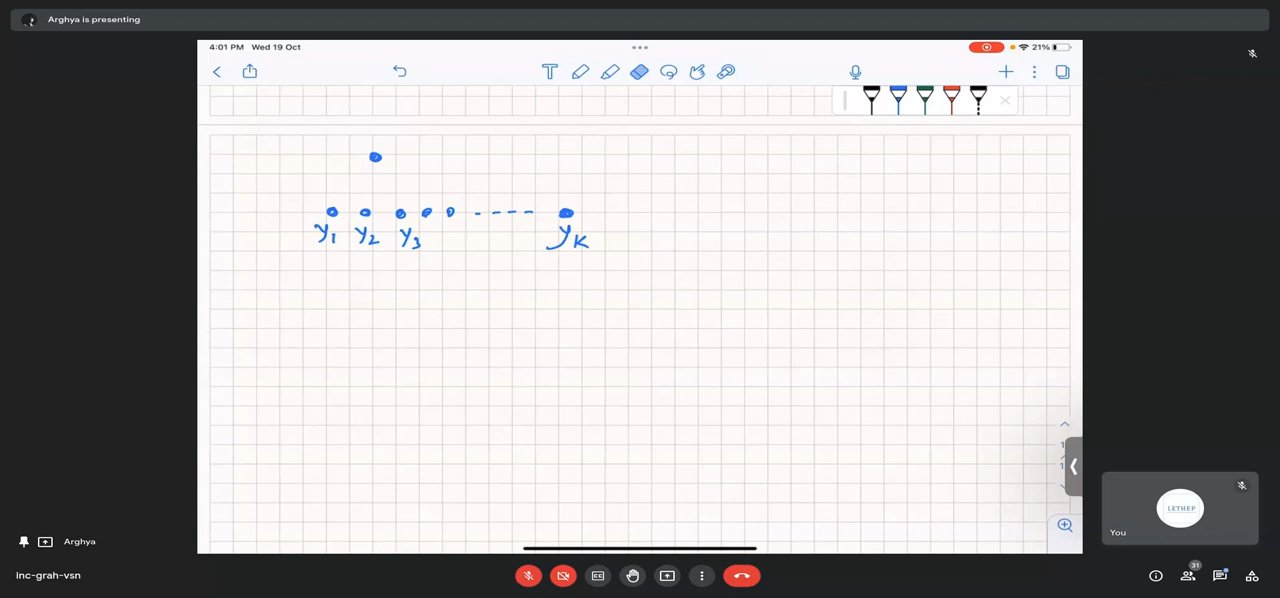 Arghya is presenting
4:01 PM Wed 19 Oct
21%
y1 y2 y3 ---- yK
LETHEP
You
Arghya
lnc-grah-vsn
31